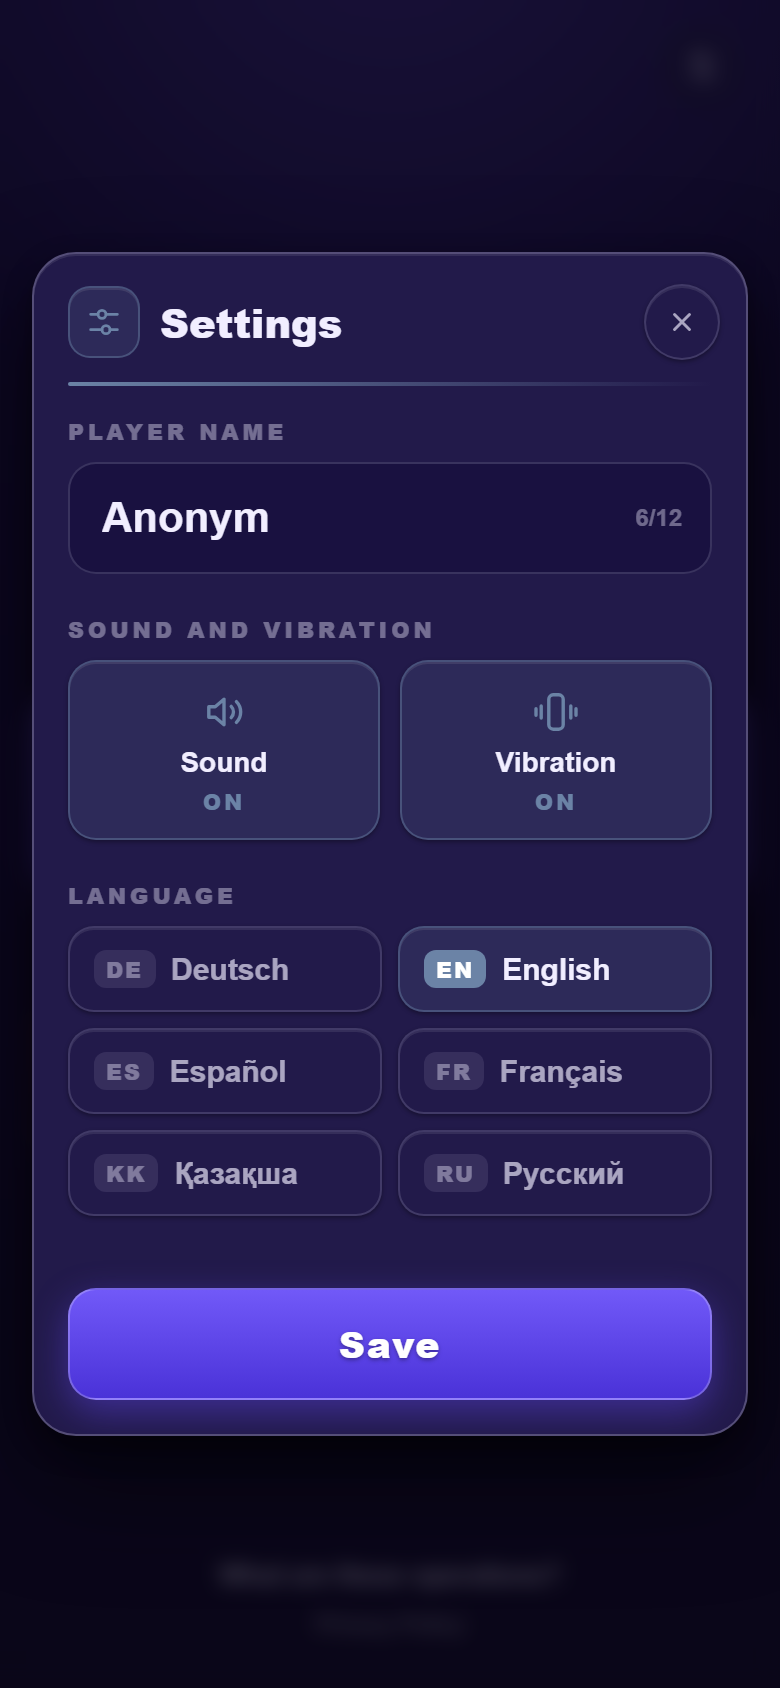 Settings
PLAYER NAME
Anonym 6/12
SOUND AND VIBRATION
Sound Vibration
ON ON
LANGUAGE
DE Deutsch EN English
ES Español FR Français
KK Қазақша RU Русский
Save